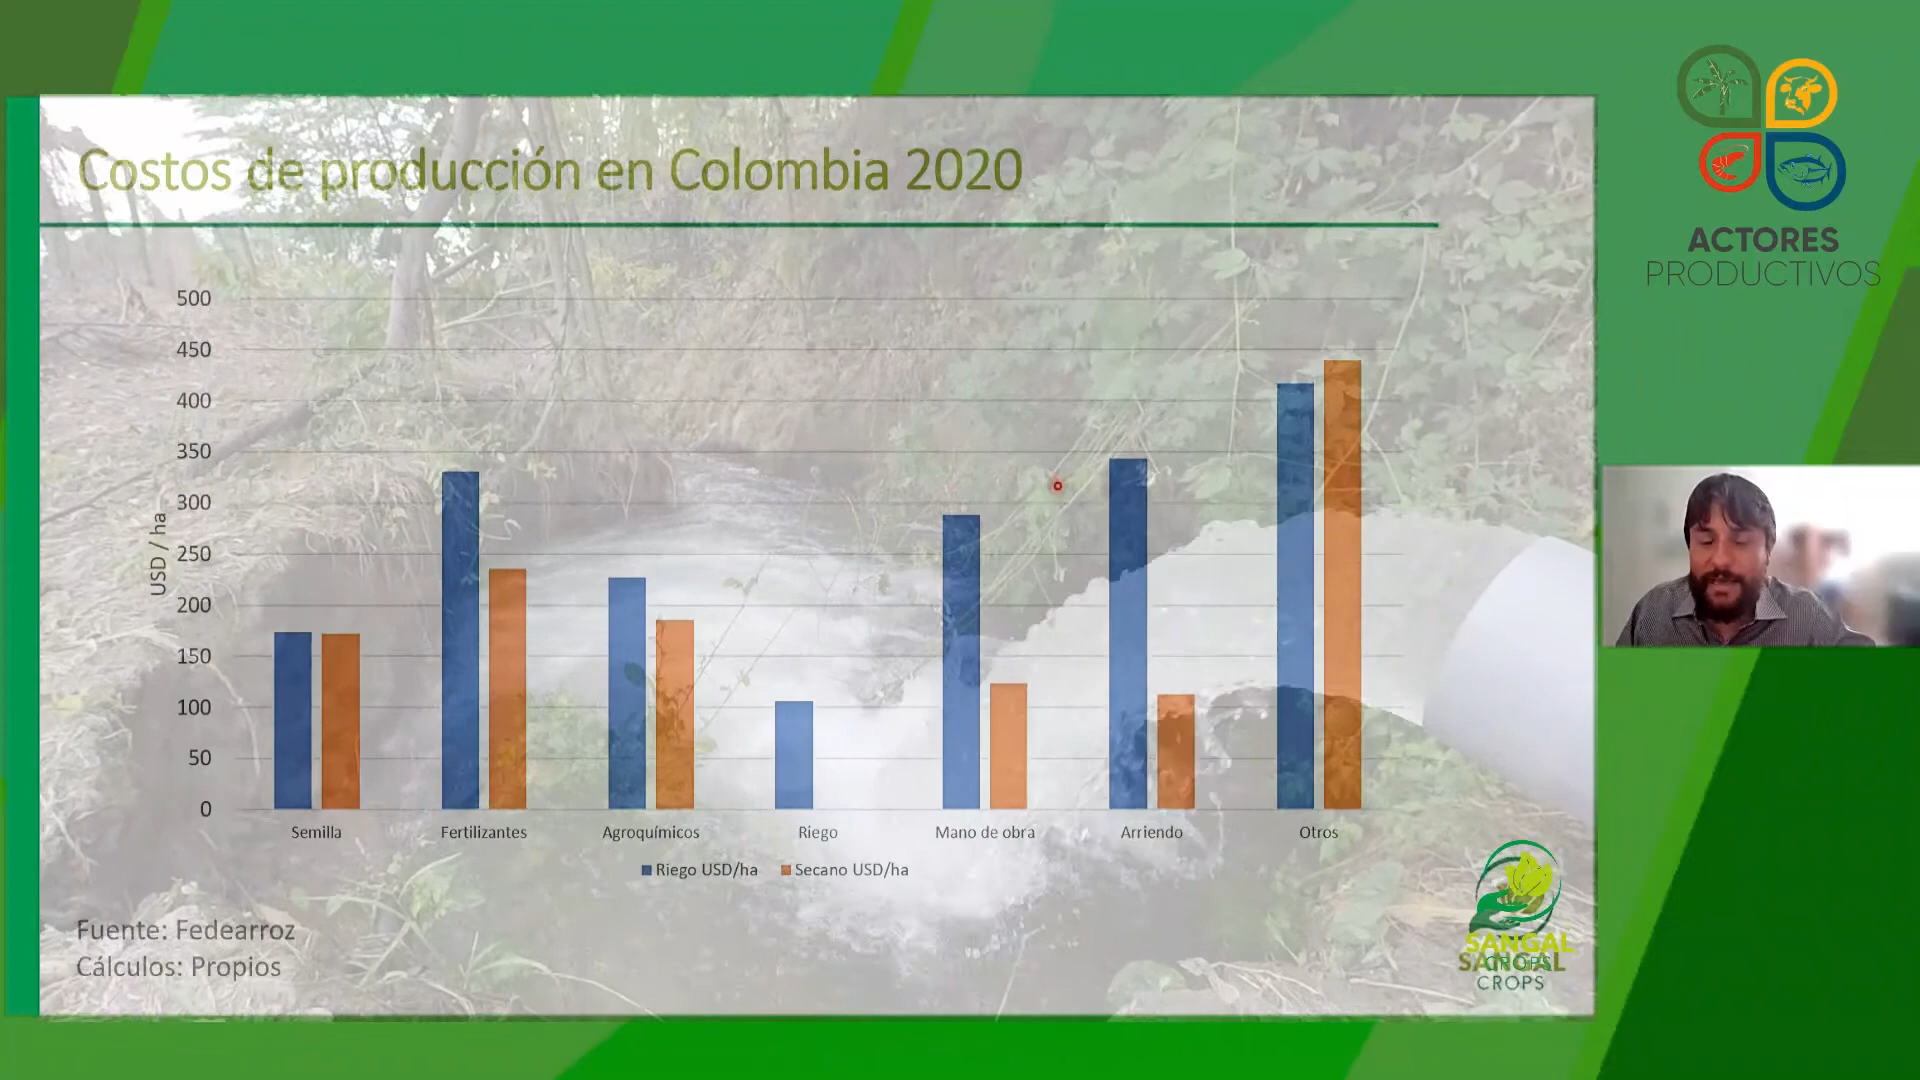 Costos de producción en Colombia 2020
ACTORES
PRODUCTIVOS
500
450
400
350
300
250
200
150
100
50
0
USD / ha
Semilla
Fertilizantes
Agroquímicos
Riego
Mano de obra
Arriendo
Otros
Riego USD/ha
Secano USD/ha
Fuente: Fedearroz
Cálculos: Propios
SANGAL
CROPS
SANGAL
CROPS